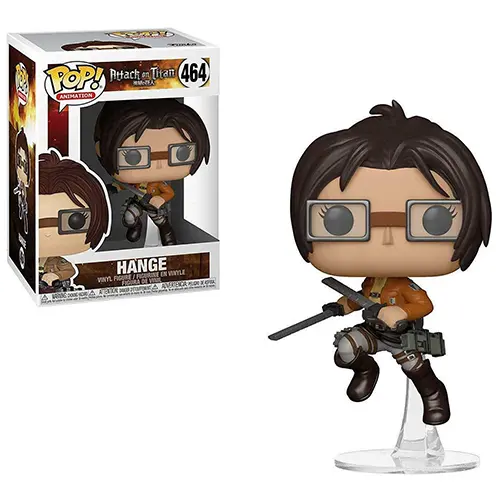 POP!
ANIMATION
Attack on Titan
464
HANGE
VINYL FIGURE / FIGURINE EN VINYLE
FIGURA DE VINIL